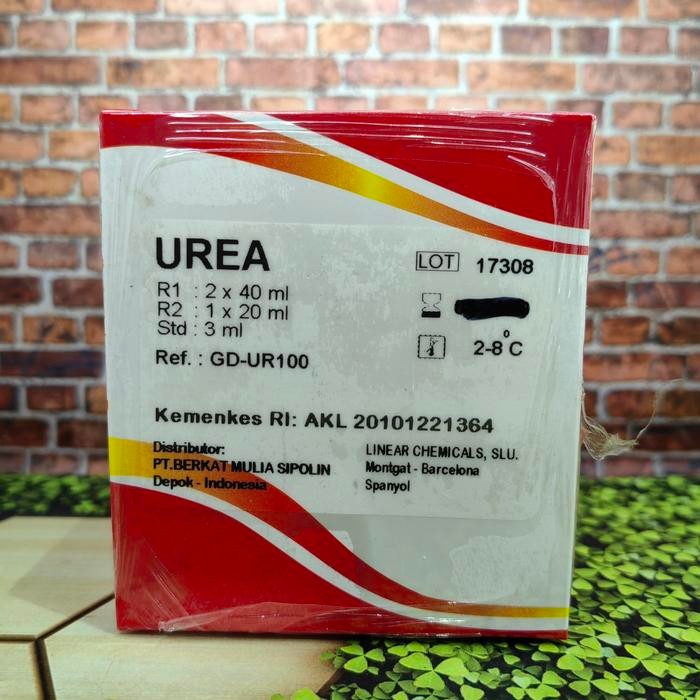 UREA
R1 : 2 x 40 ml
R2 : 1 x 20 ml
Std : 3 ml
Ref. : GD-UR100
LOT 17308
2-8°C
Kemenkes RI: AKL 20101221364
Distributor:
PT.BERKAT MULIA SIPOLIN
Depok - Indonesia
LINEAR CHEMICALS, SLU.
Montgat - Barcelona
Spanyol